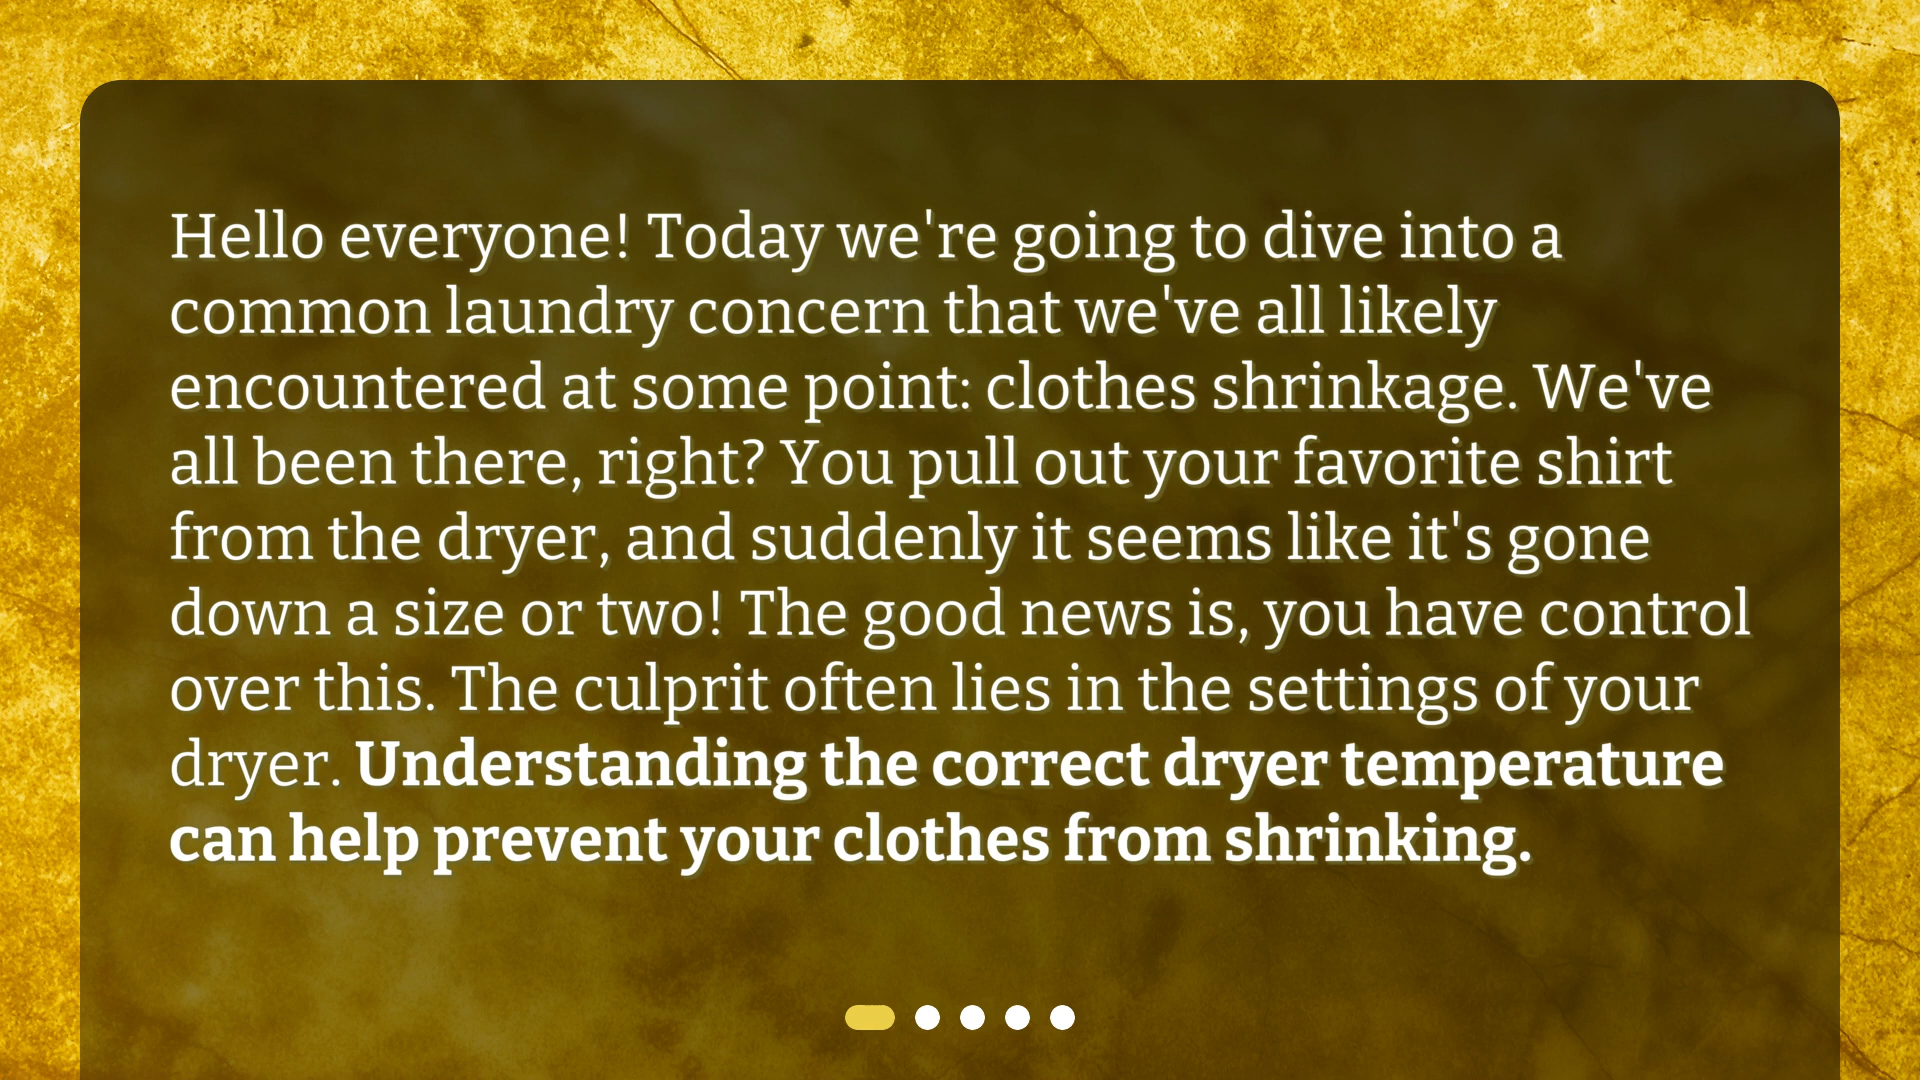 Hello everyone! Today we're going to dive into a
common laundry concern that we've all likely
encountered at some point: clothes shrinkage. We've
all been there, right? You pull out your favorite shirt
from the dryer, and suddenly it seems like it's gone
down a size or two! The good news is, you have control
over this. The culprit often lies in the settings of your
dryer. Understanding the correct dryer temperature
can help prevent your clothes from shrinking.